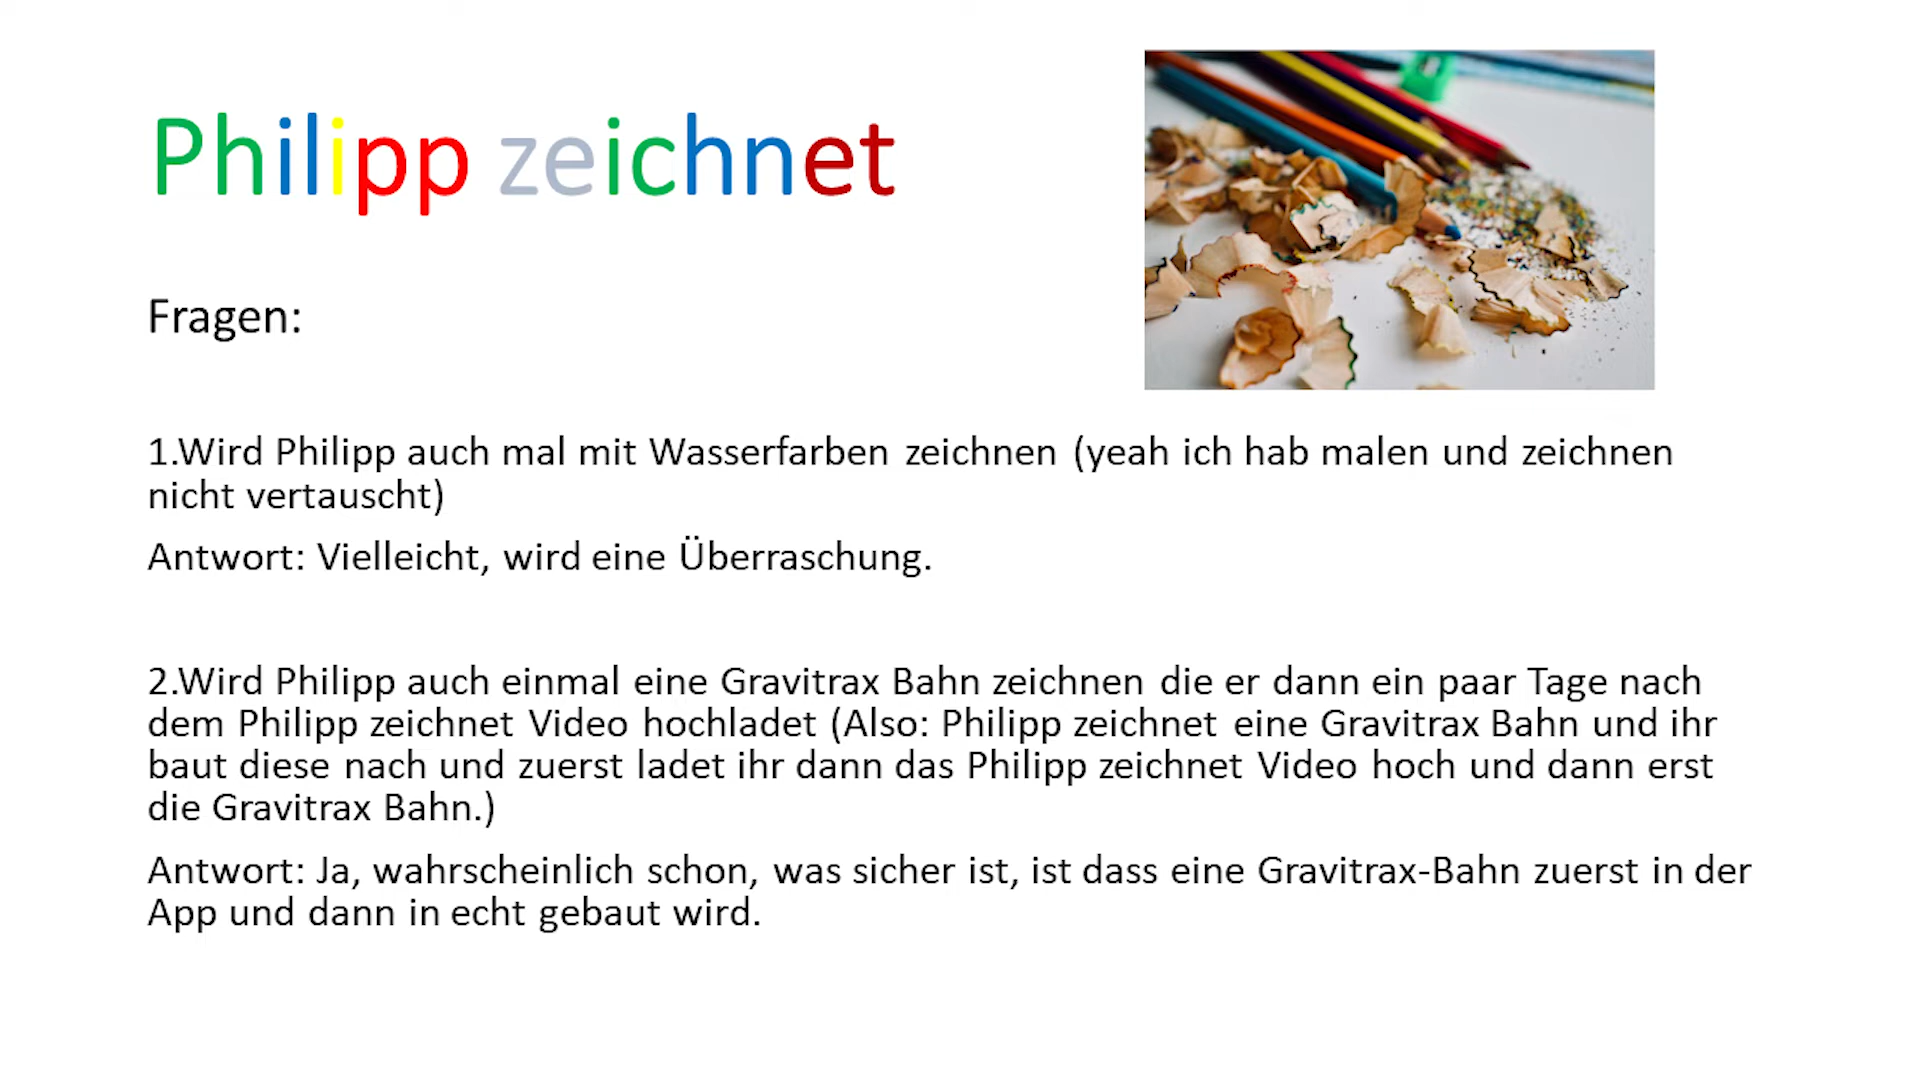 Philipp zeichnet
Fragen:
1.Wird Philipp auch mal mit Wasserfarben zeichnen (yeah ich hab malen und zeichnen
nicht vertauscht)
Antwort: Vielleicht, wird eine Überraschung.
2.Wird Philipp auch einmal eine Gravitrax Bahn zeichnen die er dann ein paar Tage nach
dem Philipp zeichnet Video hochladet (Also: Philipp zeichnet eine Gravitrax Bahn und ihr
baut diese nach und zuerst ladet ihr dann das Philipp zeichnet Video hoch und dann erst
die Gravitrax Bahn.)
Antwort: Ja, wahrscheinlich schon, was sicher ist, ist dass eine Gravitrax-Bahn zuerst in der
App und dann in echt gebaut wird.